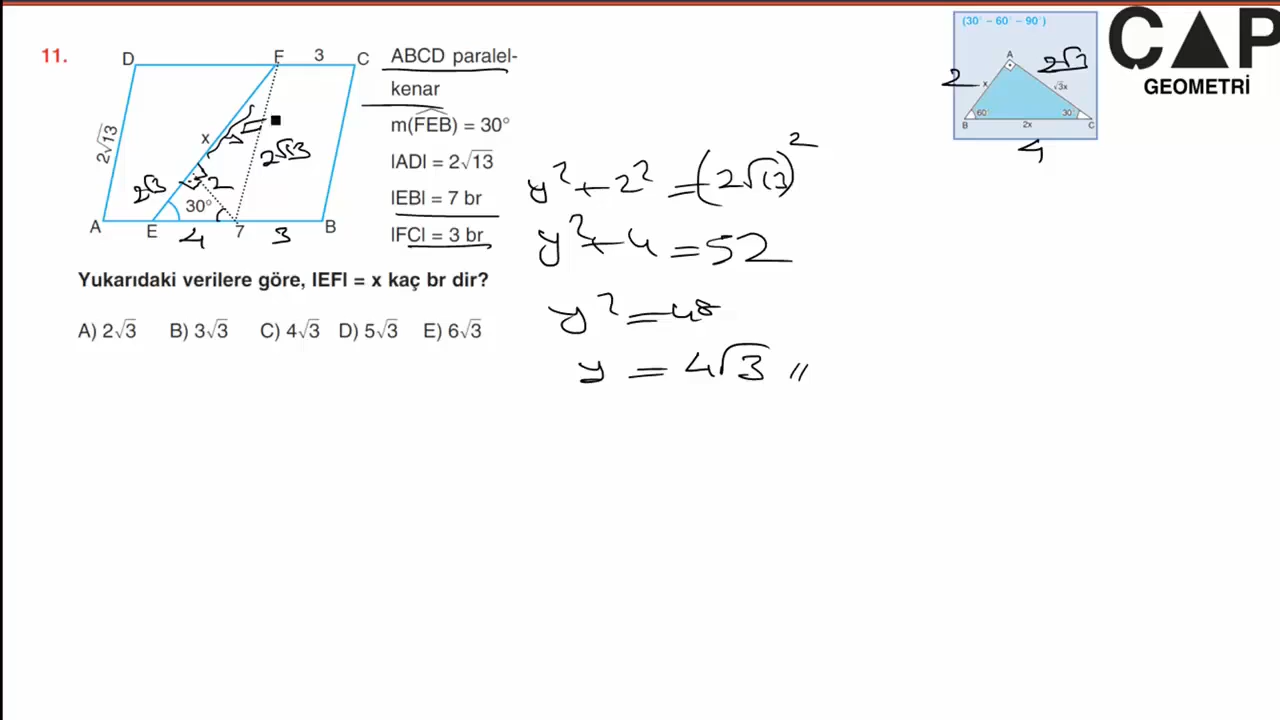 11.
D F 3 C
2√13
x
2√13
2√3
2
30°
A E 4 7 3 B
ABCD paralel-
kenar
m(FEB) = 30°
|AD| = 2√13
|EB| = 7 br
|FC| = 3 br
Yukarıdaki verilere göre, |EF| = x kaç br dir?
A) 2√3 B) 3√3 C) 4√3 D) 5√3 E) 6√3
y² + 2² = (2√13)²
y² + 4 = 52
y² = 48
y = 4√3 //
(30° - 60° - 90°)
A
2 x √3x 2√3
60° 30°
B 2x C
4
CAP
GEOMETRİ